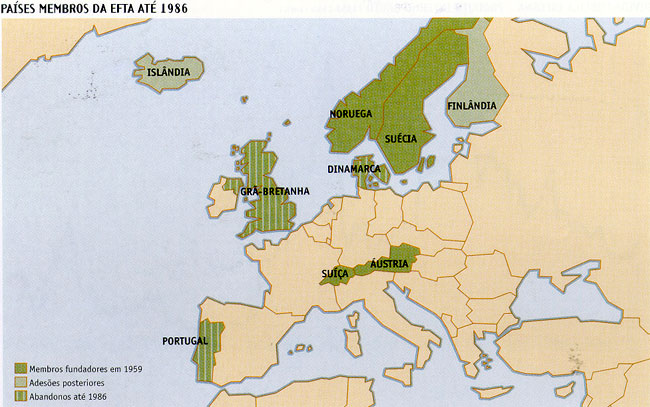 PAÍSES MEMBROS DA EFTA ATÉ 1986
ISLÂNDIA
NORUEGA
FINLÂNDIA
SUÉCIA
DINAMARCA
GRÃ-BRETANHA
ÁUSTRIA
SUÍÇA
PORTUGAL
Membros fundadores em 1959
Adesões posteriores
Abandonos até 1986